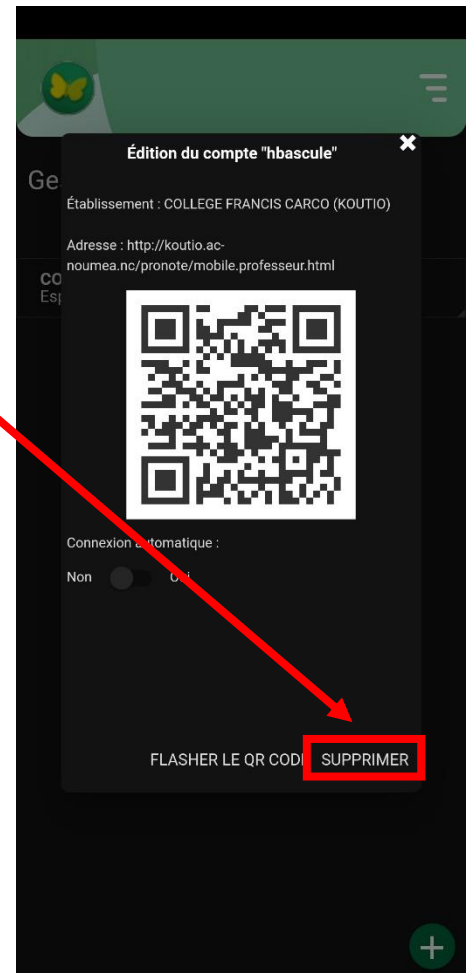 Édition du compte "hbascule"
Ge
Établissement : COLLEGE FRANCIS CARCO (KOUTIO)
Adresse : http://koutio.ac-
noumea.nc/pronote/mobile.professeur.html
CO
Esp
Connexion automatique :
Non Oui
FLASHER LE QR CODE SUPPRIMER